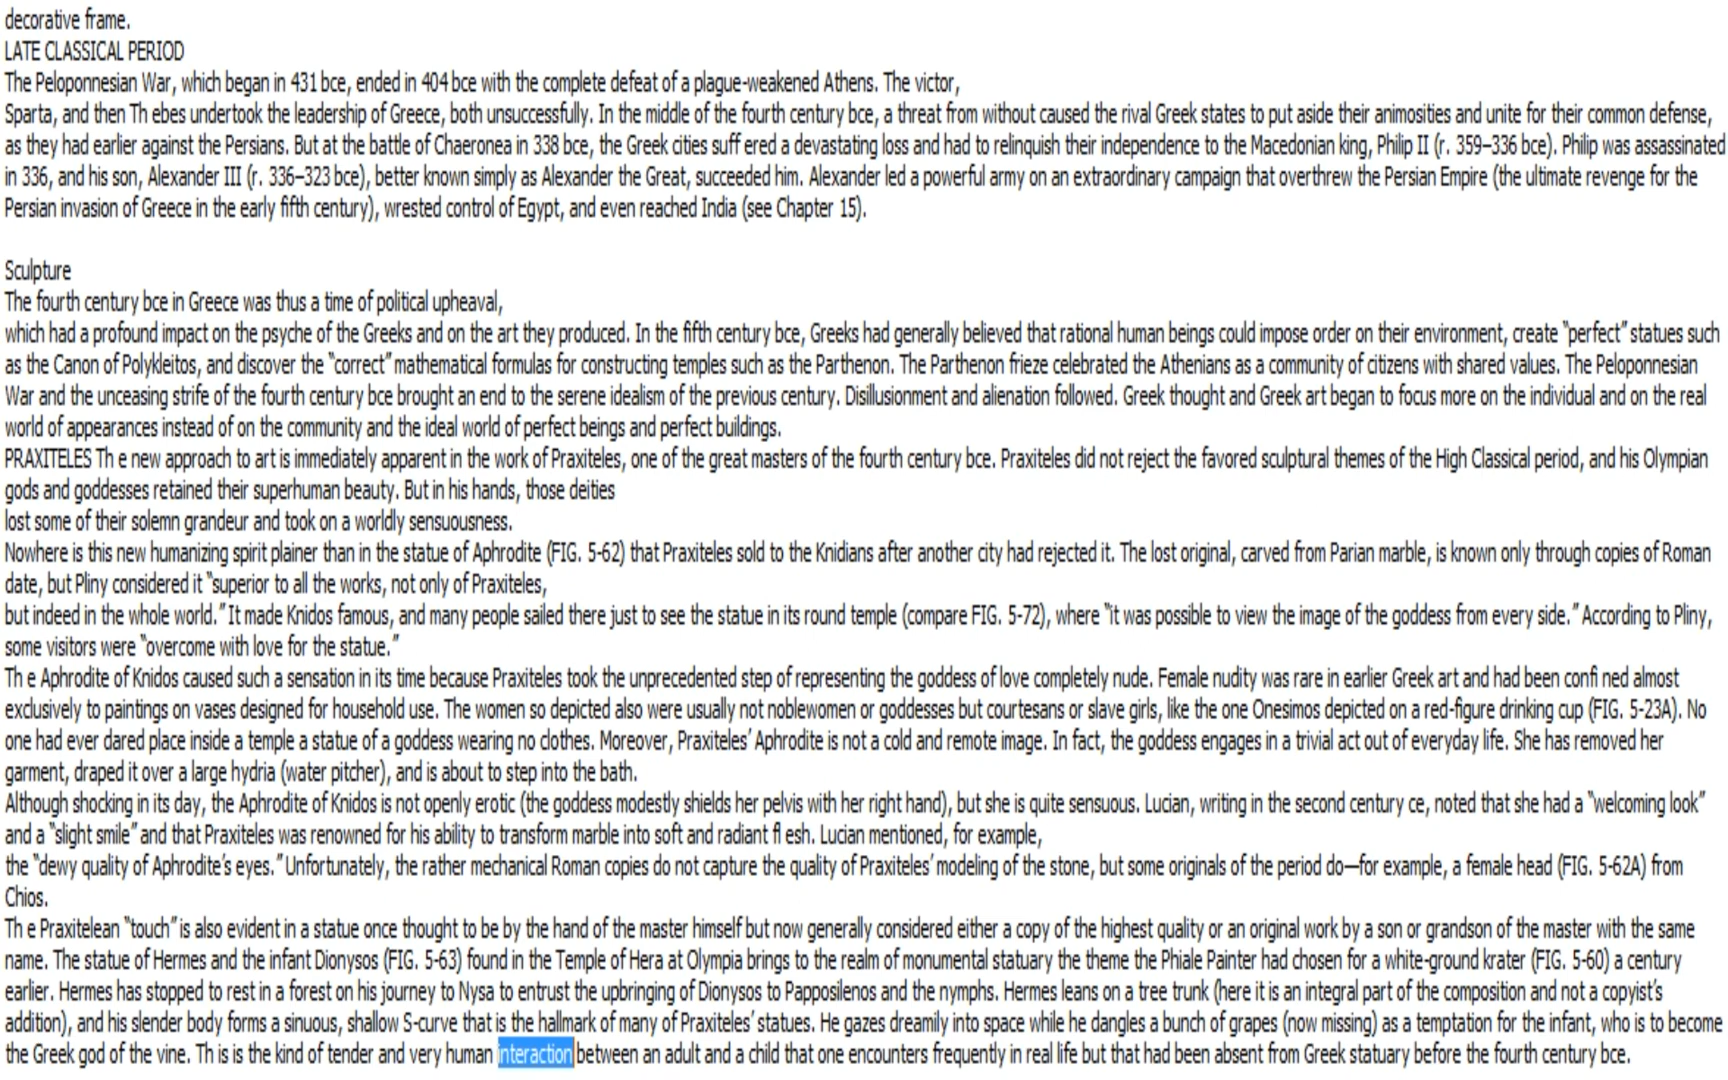 decorative frame.
LATE CLASSICAL PERIOD
The Peloponnesian War, which began in 431 bce, ended in 404 bce with the complete defeat of a plague-weakened Athens. The victor,
Sparta, and then Th ebes undertook the leadership of Greece, both unsuccessfully. In the middle of the fourth century bce, a threat from without caused the rival Greek states to put aside their animosities and unite for their common defense,
as they had earlier against the Persians. But at the battle of Chaeronea in 338 bce, the Greek cities suff ered a devastating loss and had to relinquish their independence to the Macedonian king, Philip II (r. 359–336 bce). Philip was assassinated
in 336, and his son, Alexander III (r. 336–323 bce), better known simply as Alexander the Great, succeeded him. Alexander led a powerful army on an extraordinary campaign that overthrew the Persian Empire (the ultimate revenge for the
Persian invasion of Greece in the early fifth century), wrested control of Egypt, and even reached India (see Chapter 15).
Sculpture
The fourth century bce in Greece was thus a time of political upheaval,
which had a profound impact on the psyche of the Greeks and on the art they produced. In the fifth century bce, Greeks had generally believed that rational human beings could impose order on their environment, create “perfect” statues such
as the Canon of Polykleitos, and discover the “correct” mathematical formulas for constructing temples such as the Parthenon. The Parthenon frieze celebrated the Athenians as a community of citizens with shared values. The Peloponnesian
War and the unceasing strife of the fourth century bce brought an end to the serene idealism of the previous century. Disillusionment and alienation followed. Greek thought and Greek art began to focus more on the individual and on the real
world of appearances instead of on the community and the ideal world of perfect beings and perfect buildings.
PRAXITELES Th e new approach to art is immediately apparent in the work of Praxiteles, one of the great masters of the fourth century bce. Praxiteles did not reject the favored sculptural themes of the High Classical period, and his Olympian
gods and goddesses retained their superhuman beauty. But in his hands, those deities
lost some of their solemn grandeur and took on a worldly sensuousness.
Nowhere is this new humanizing spirit plainer than in the statue of Aphrodite (FIG. 5-62) that Praxiteles sold to the Knidians after another city had rejected it. The lost original, carved from Parian marble, is known only through copies of Roman
date, but Pliny considered it “superior to all the works, not only of Praxiteles,
but indeed in the whole world.” It made Knidos famous, and many people sailed there just to see the statue in its round temple (compare FIG. 5-72), where “it was possible to view the image of the goddess from every side.” According to Pliny,
some visitors were “overcome with love for the statue.”
Th e Aphrodite of Knidos caused such a sensation in its time because Praxiteles took the unprecedented step of representing the goddess of love completely nude. Female nudity was rare in earlier Greek art and had been confi ned almost
exclusively to paintings on vases designed for household use. The women so depicted also were usually not noblewomen or goddesses but courtesans or slave girls, like the one Onesimos depicted on a red-figure drinking cup (FIG. 5-23A). No
one had ever dared place inside a temple a statue of a goddess wearing no clothes. Moreover, Praxiteles’ Aphrodite is not a cold and remote image. In fact, the goddess engages in a trivial act out of everyday life. She has removed her
garment, draped it over a large hydria (water pitcher), and is about to step into the bath.
Although shocking in its day, the Aphrodite of Knidos is not openly erotic (the goddess modestly shields her pelvis with her right hand), but she is quite sensuous. Lucian, writing in the second century ce, noted that she had a “welcoming look”
and a “slight smile” and that Praxiteles was renowned for his ability to transform marble into soft and radiant fl esh. Lucian mentioned, for example,
the “dewy quality of Aphrodite’s eyes.” Unfortunately, the rather mechanical Roman copies do not capture the quality of Praxiteles’ modeling of the stone, but some originals of the period do—for example, a female head (FIG. 5-62A) from
Chios.
Th e Praxitelean “touch” is also evident in a statue once thought to be by the hand of the master himself but now generally considered either a copy of the highest quality or an original work by a son or grandson of the master with the same
name. The statue of Hermes and the infant Dionysos (FIG. 5-63) found in the Temple of Hera at Olympia brings to the realm of monumental statuary the theme the Phiale Painter had chosen for a white-ground krater (FIG. 5-60) a century
earlier. Hermes has stopped to rest in a forest on his journey to Nysa to entrust the upbringing of Dionysos to Papposilenos and the nymphs. Hermes leans on a tree trunk (here it is an integral part of the composition and not a copyist’s
addition), and his slender body forms a sinuous, shallow S-curve that is the hallmark of many of Praxiteles’ statues. He gazes dreamily into space while he dangles a bunch of grapes (now missing) as a temptation for the infant, who is to become
the Greek god of the vine. Th is is the kind of tender and very human interaction between an adult and a child that one encounters frequently in real life but that had been absent from Greek statuary before the fourth century bce.